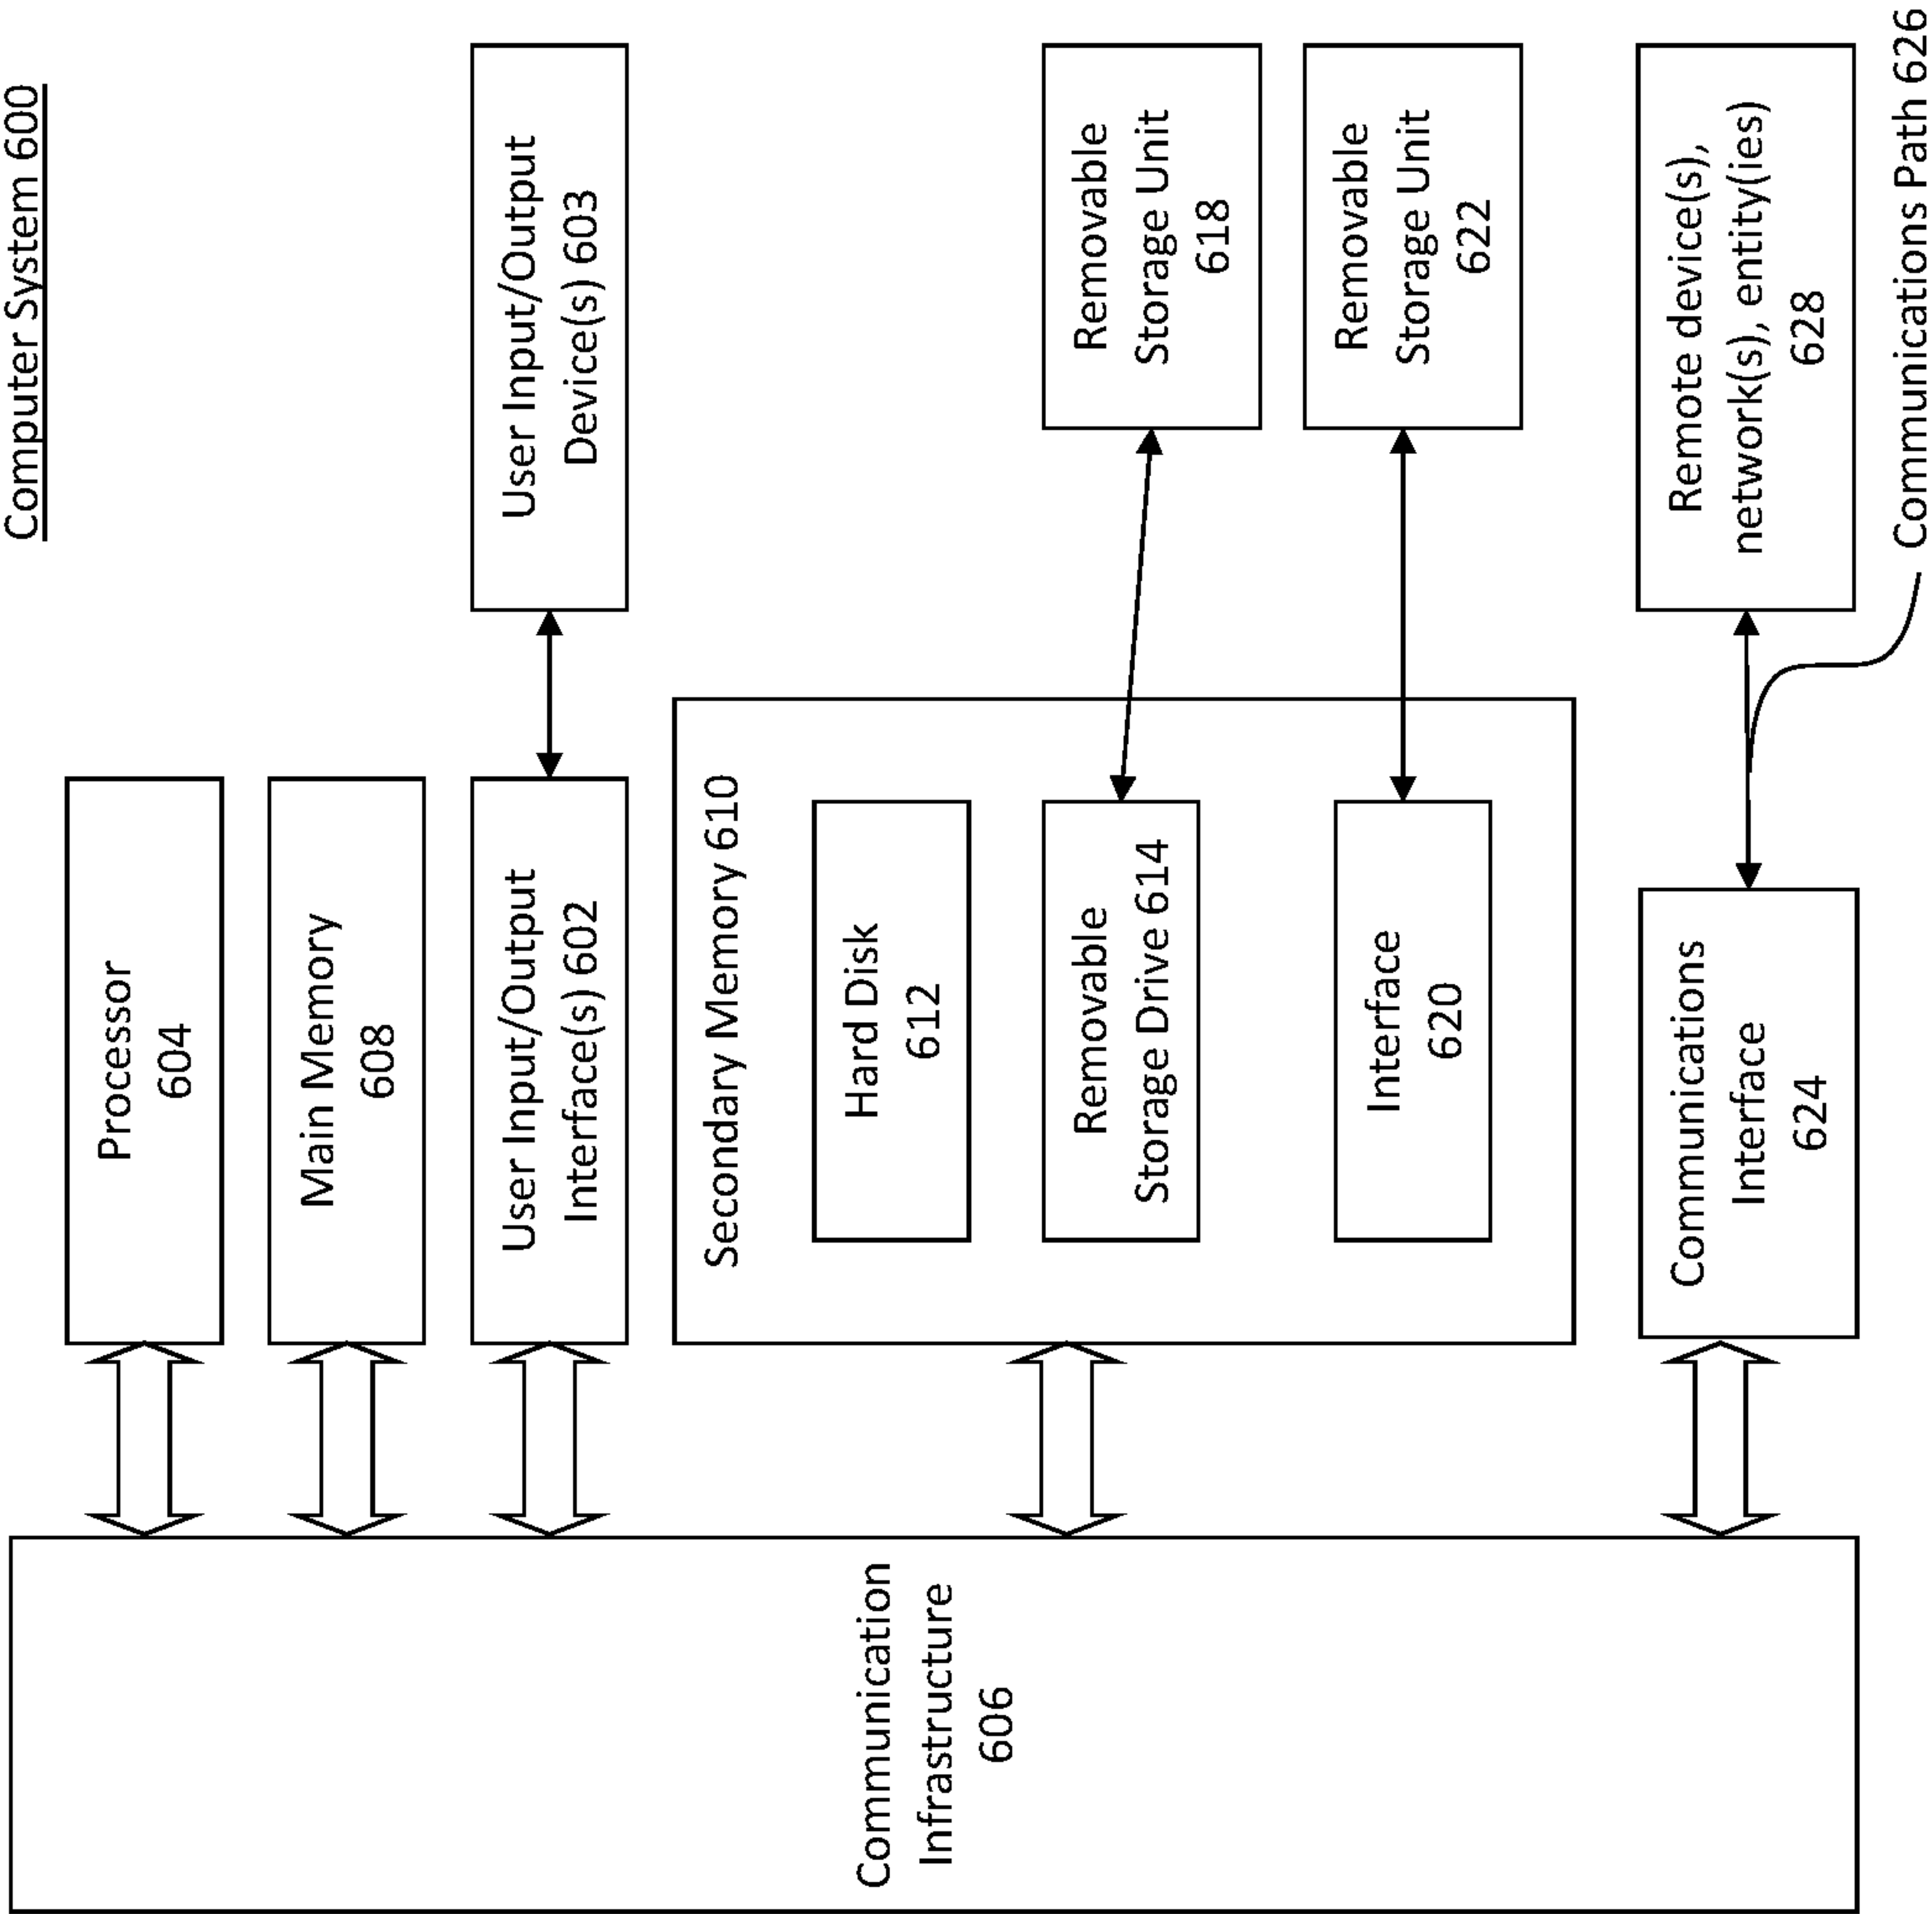 Computer System 600
Processor
604
Main Memory
608
User Input/Output
Interface(s) 602
User Input/Output
Device(s) 603
Secondary Memory 610
Hard Disk
612
Removable
Storage Drive 614
Removable
Storage Unit
618
Interface
620
Removable
Storage Unit
622
Communications
Interface
624
Remote device(s),
network(s), entity(ies)
628
Communications Path 626
Communication
Infrastructure
606